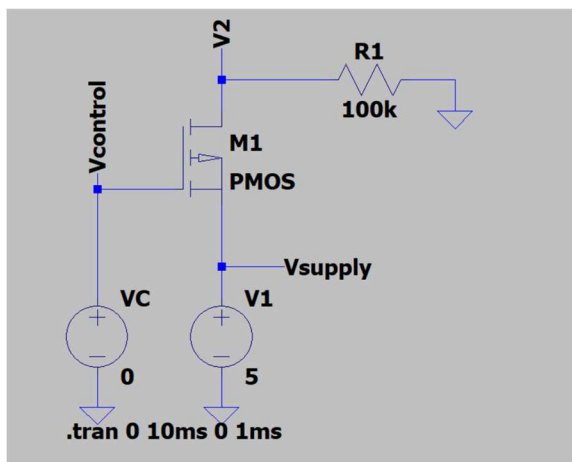 V2
R1
100k
Vcontrol
M1
PMOS
Vsupply
VC
V1
0
5
.tran 0 10ms 0 1ms